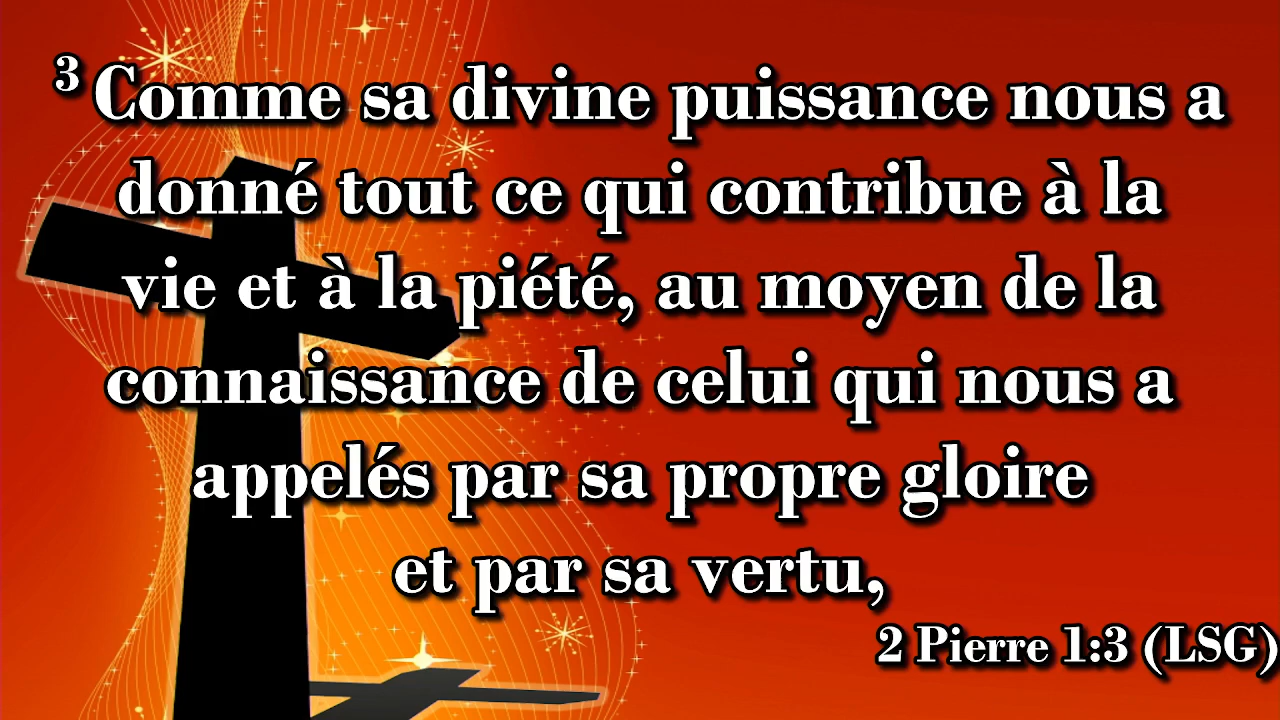 3 Comme sa divine puissance nous a
donné tout ce qui contribue à la
vie et à la piété, au moyen de la
connaissance de celui qui nous a
appelés par sa propre gloire
et par sa vertu,
2 Pierre 1:3 (LSG)